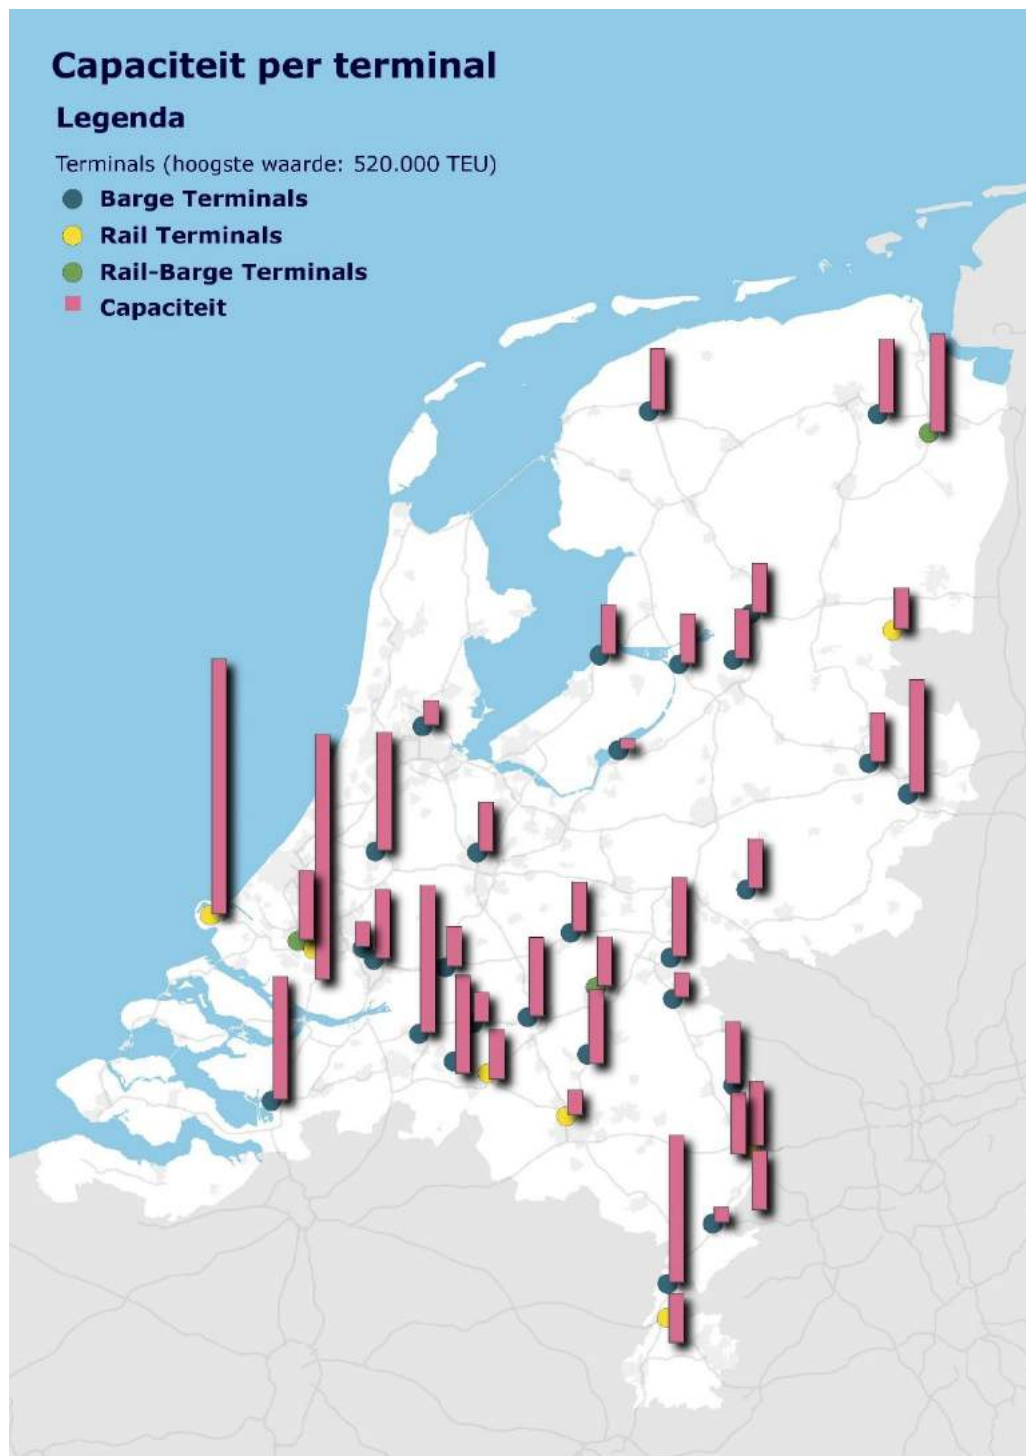 Capaciteit per terminal
Legenda
Terminals (hoogste waarde: 520.000 TEU)
Barge Terminals
Rail Terminals
Rail-Barge Terminals
Capaciteit